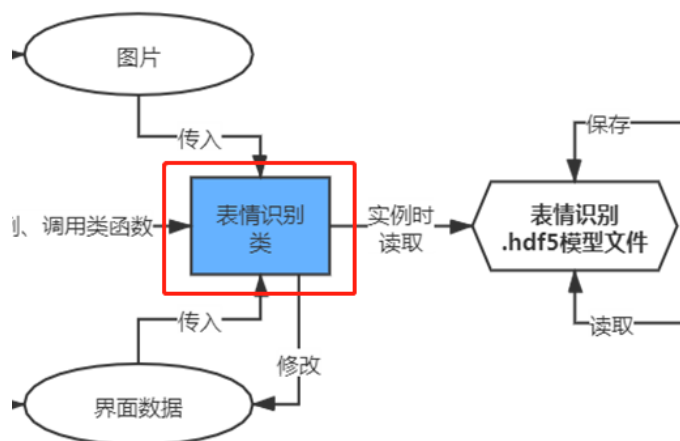 图片
传入
保存
列、调用类函数
表情识别
类
实例时
读取
表情识别
.hdf5模型文件
传入
读取
修改
界面数据